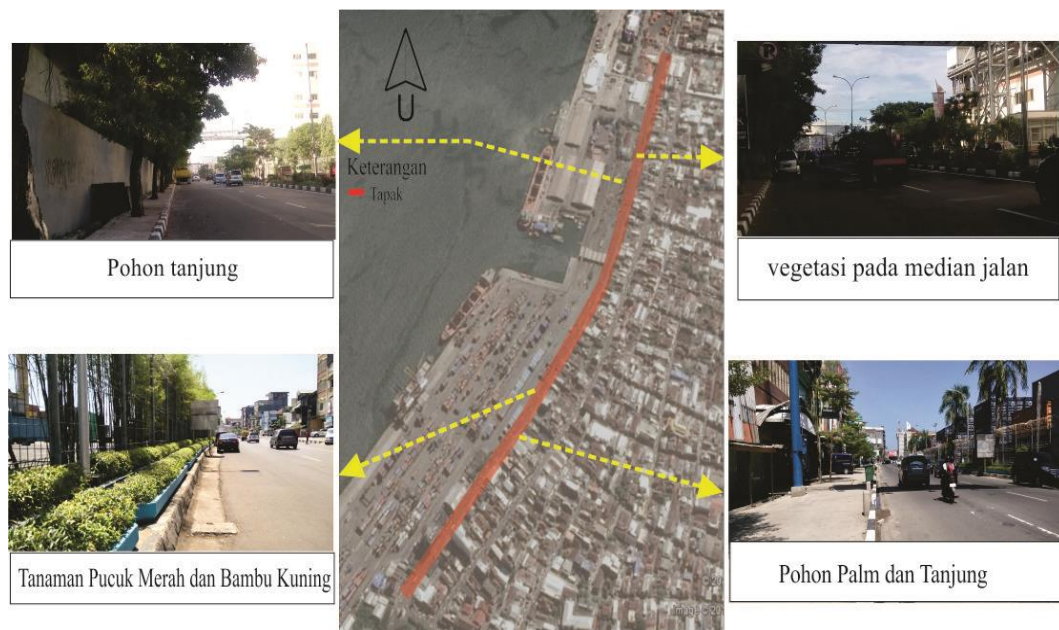 U
Keterangan
Tapak
Pohon tanjung
vegetasi pada median jalan
Tanaman Pucuk Merah dan Bambu Kuning
Pohon Palm dan Tanjung